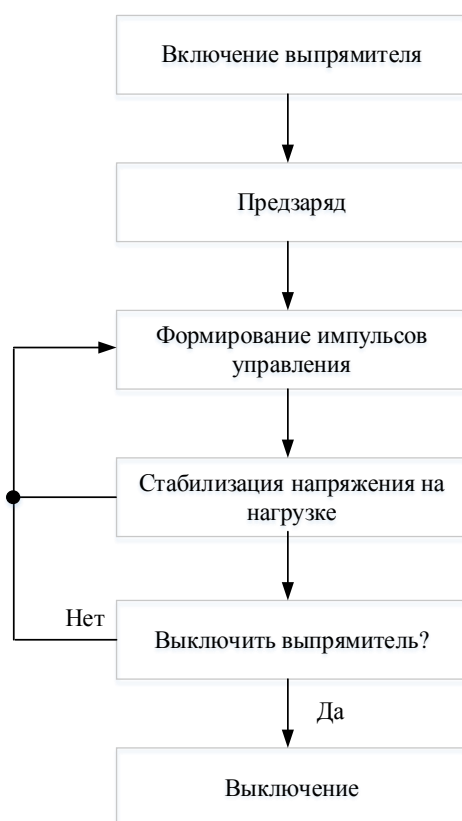 Включение выпрямителя
Предзаряд
Формирование импульсов
управления
Стабилизация напряжения на
нагрузке
Нет
Выключить выпрямитель?
Да
Выключение